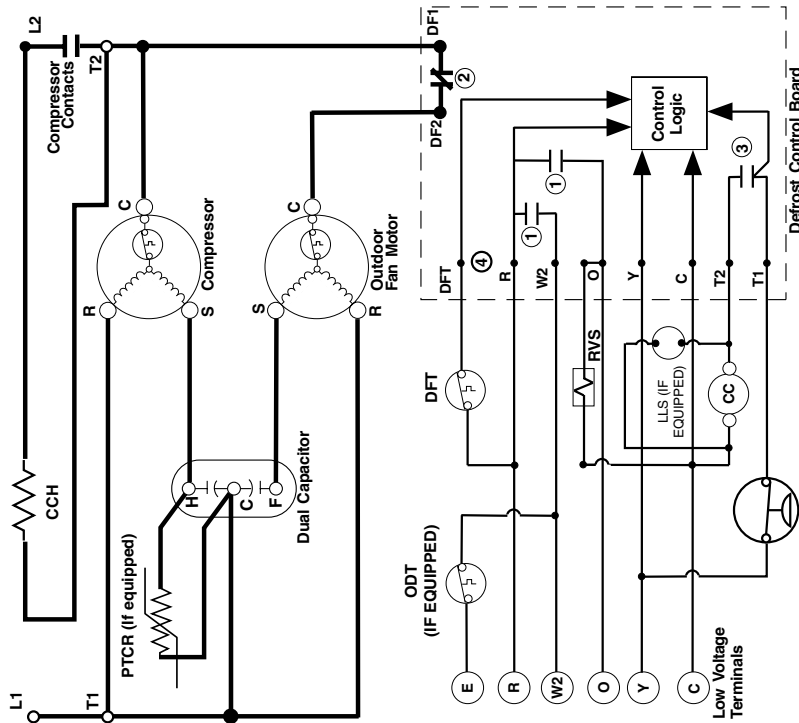 L1
L2
Compressor
Contacts
T1
T2
CCH
DF1
②
DF2
R
C
S
Compressor
S
C
R
Outdoor
Fan Motor
H
C
F
Dual Capacitor
PTCR (If equipped)
ODT
(IF EQUIPPED)
DFT
RVS
LLS (IF
EQUIPPED)
CC
E
R
W2
O
Y
C
Low Voltage
Terminals
DFT
④
R
W2
O
Y
C
T2
T1
①
①
③
Control
Logic
Defrost Control Board